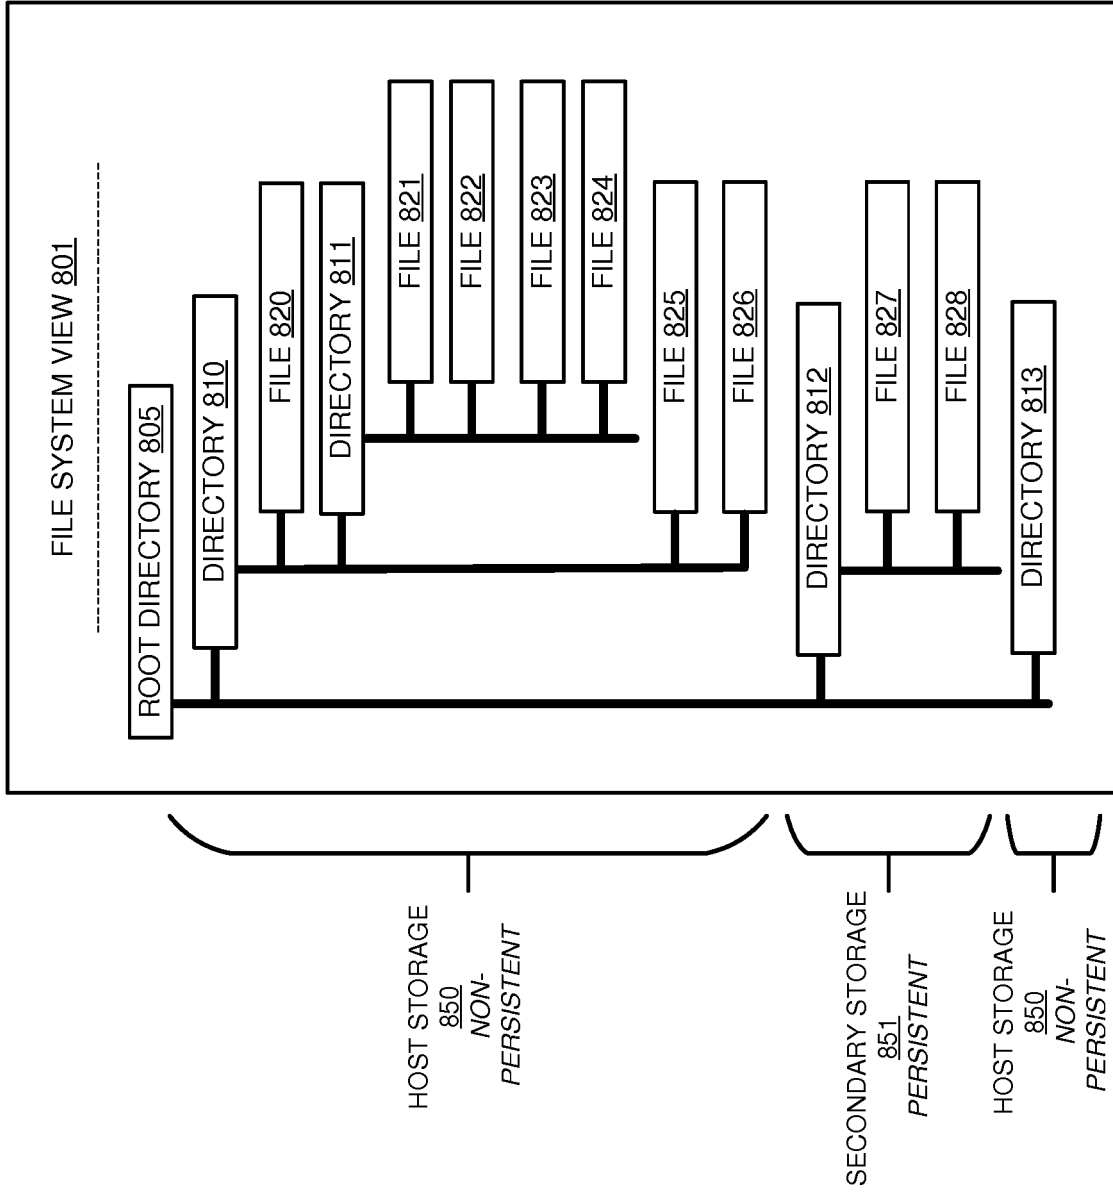 FILE SYSTEM VIEW 801
ROOT DIRECTORY 805
DIRECTORY 810
FILE 820
DIRECTORY 811
FILE 821
FILE 822
FILE 823
FILE 824
FILE 825
FILE 826
DIRECTORY 812
FILE 827
FILE 828
DIRECTORY 813
HOST STORAGE
850
NON-
PERSISTENT
SECONDARY STORAGE
851
PERSISTENT
HOST STORAGE
850
NON-
PERSISTENT